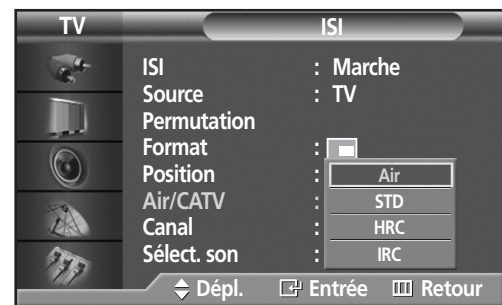 TV ISI
ISI : Marche
Source : TV
Permutation
Format :
Position : Air
Air/CATV : STD
Canal : HRC
Sélect. son : IRC
Dépl. Entrée Retour